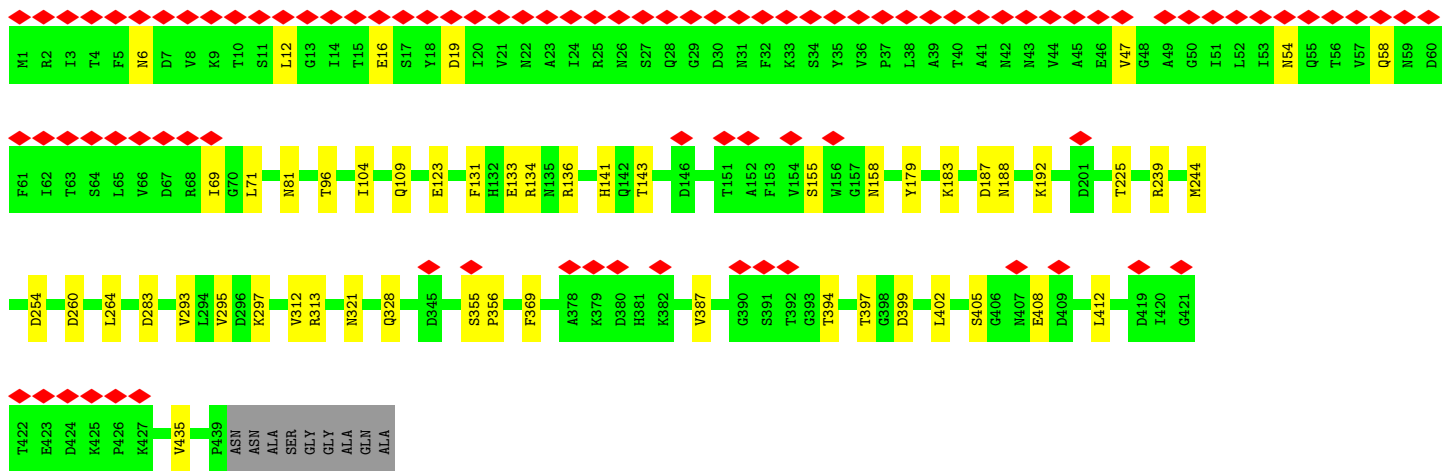 M1 R2 I3 T4 F5 N6 D7 V8 K9 T10 S11 L12 G13 I14 T15 E16 S17 Y18 D19 I20 V21 N22 A23 I24 R25 N26 S27 Q28 G29 D30 N31 F32 K33 S34 Y35 V36 P37 L38 A39 T40 A41 N42 N43 V44 A45 E46 V47 G48 A49 G50 I51 L52 I53 N54 Q55 T56 V57 Q58 N59 D60
F61 I62 T63 S64 L65 V66 D67 R68 I69 G70 L71 N81 T96 I104 Q109 E123 F131 H132 E133 R134 N135 R136 H141 Q142 T143 D146 T151 A152 F153 V154 S155 W156 G157 N158 Y179 K183 D187 N188 K192 D201 T225 R239 M244
D254 D260 L264 D283 V293 L294 V295 D296 K297 V312 R313 N321 Q328 D345 S355 P356 F369 A378 K379 D380 H381 K382 V387 G390 S391 T392 G393 T394 T397 G398 D399 L402 S405 G406 N407 E408 D409 L412 D419 I420 G421
T422 E423 D424 K425 P426 K427 V435 P439 ASN ASN ALA SER GLY GLY ALA GLN ALA